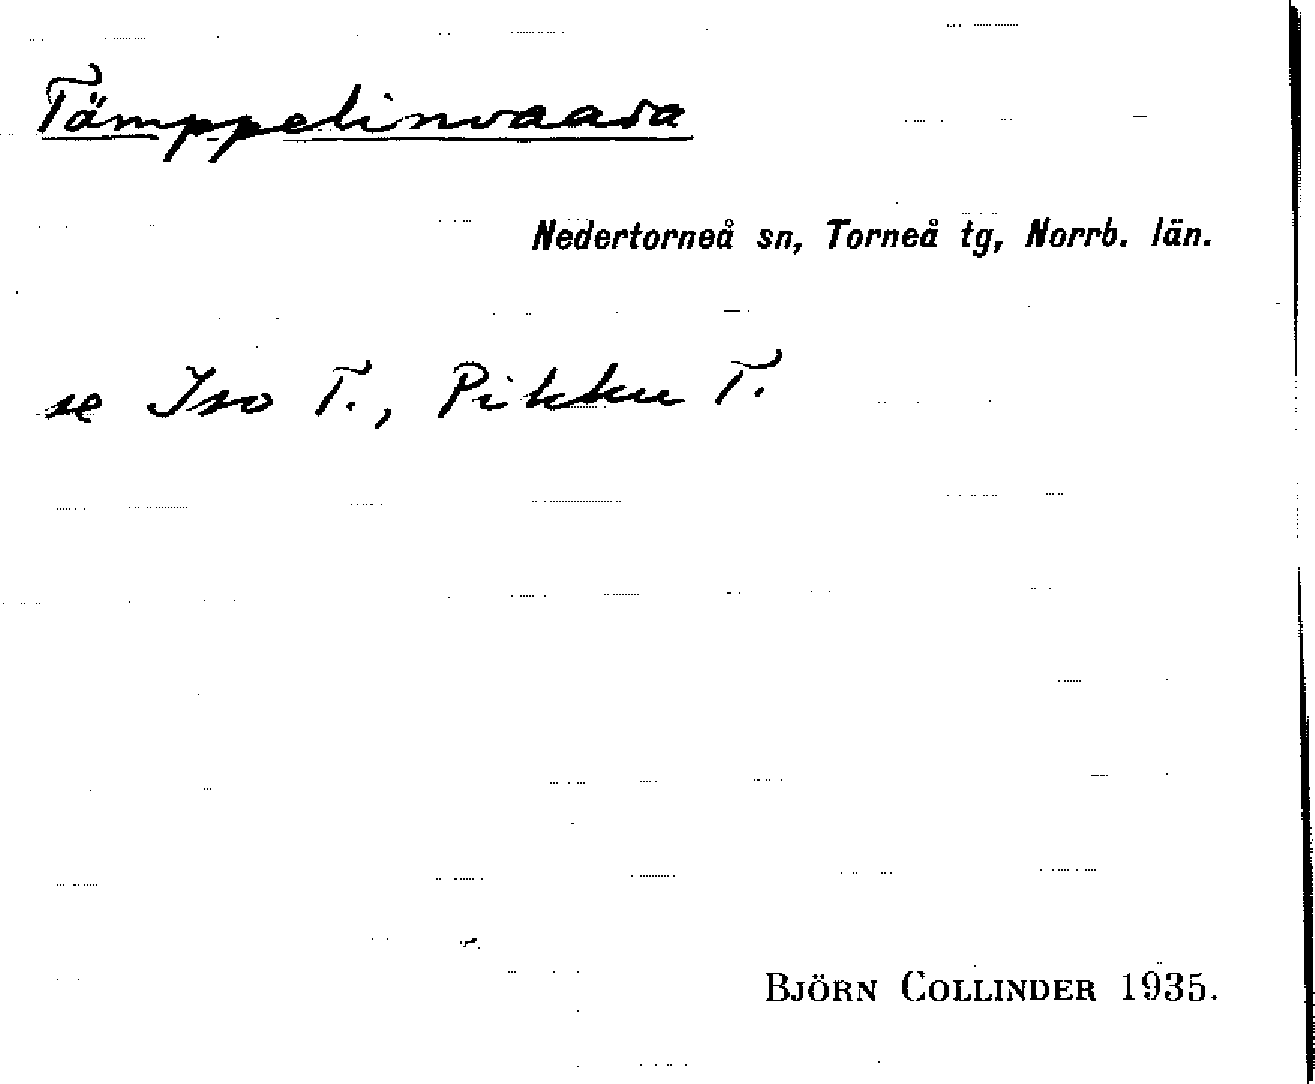 Tämppelinvaara
Nedertorneå sn, Torneå tg, Norrb. län.
se Iso T., Pikku T.
BJÖRN COLLINDER 1935.